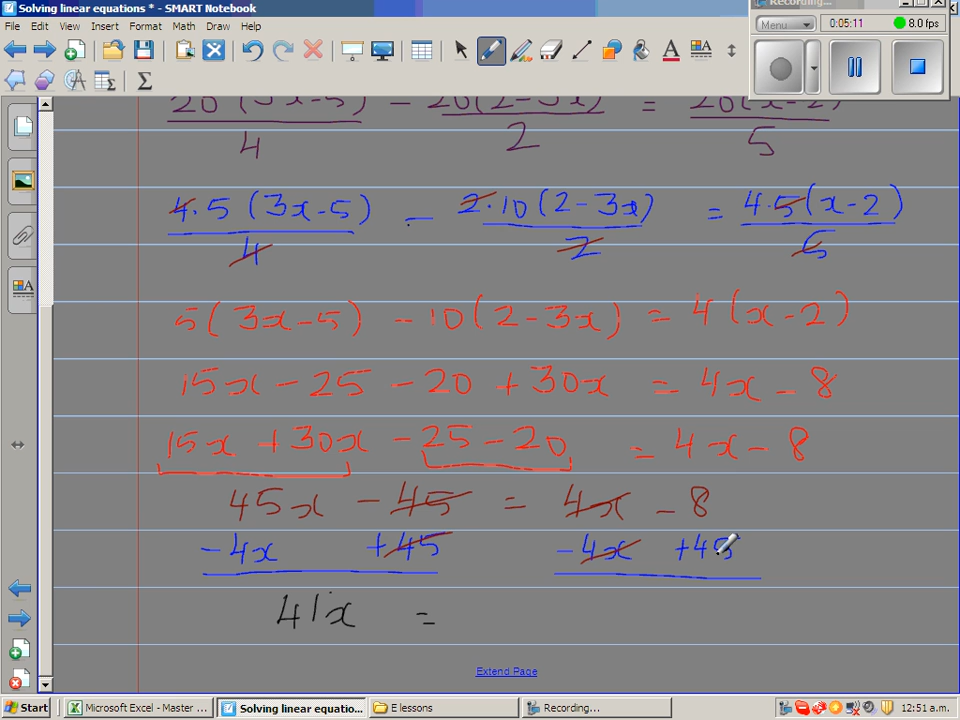 Solving linear equations * - SMART Notebook
Recording...
File Edit View Insert Format Math Draw Help
Menu 0:05:11 8.0 fps
20 (3x-5) - 20(2-3x) = 20(x-2)
4 2 5
4.5 (3x-5) - 2.10 (2-3x) = 4.5 (x-2)
4 2 5
5(3x-5) - 10(2-3x) = 4(x-2)
15x - 25 - 20 + 30x = 4x - 8
15x + 30x - 25 - 20 = 4x - 8
45x - 45 = 4x - 8
-4x +45 -4x +45
41x =
Extend Page
Start Microsoft Excel - Master ... Solving linear equatio... E lessons Recording... 12:51 a.m.